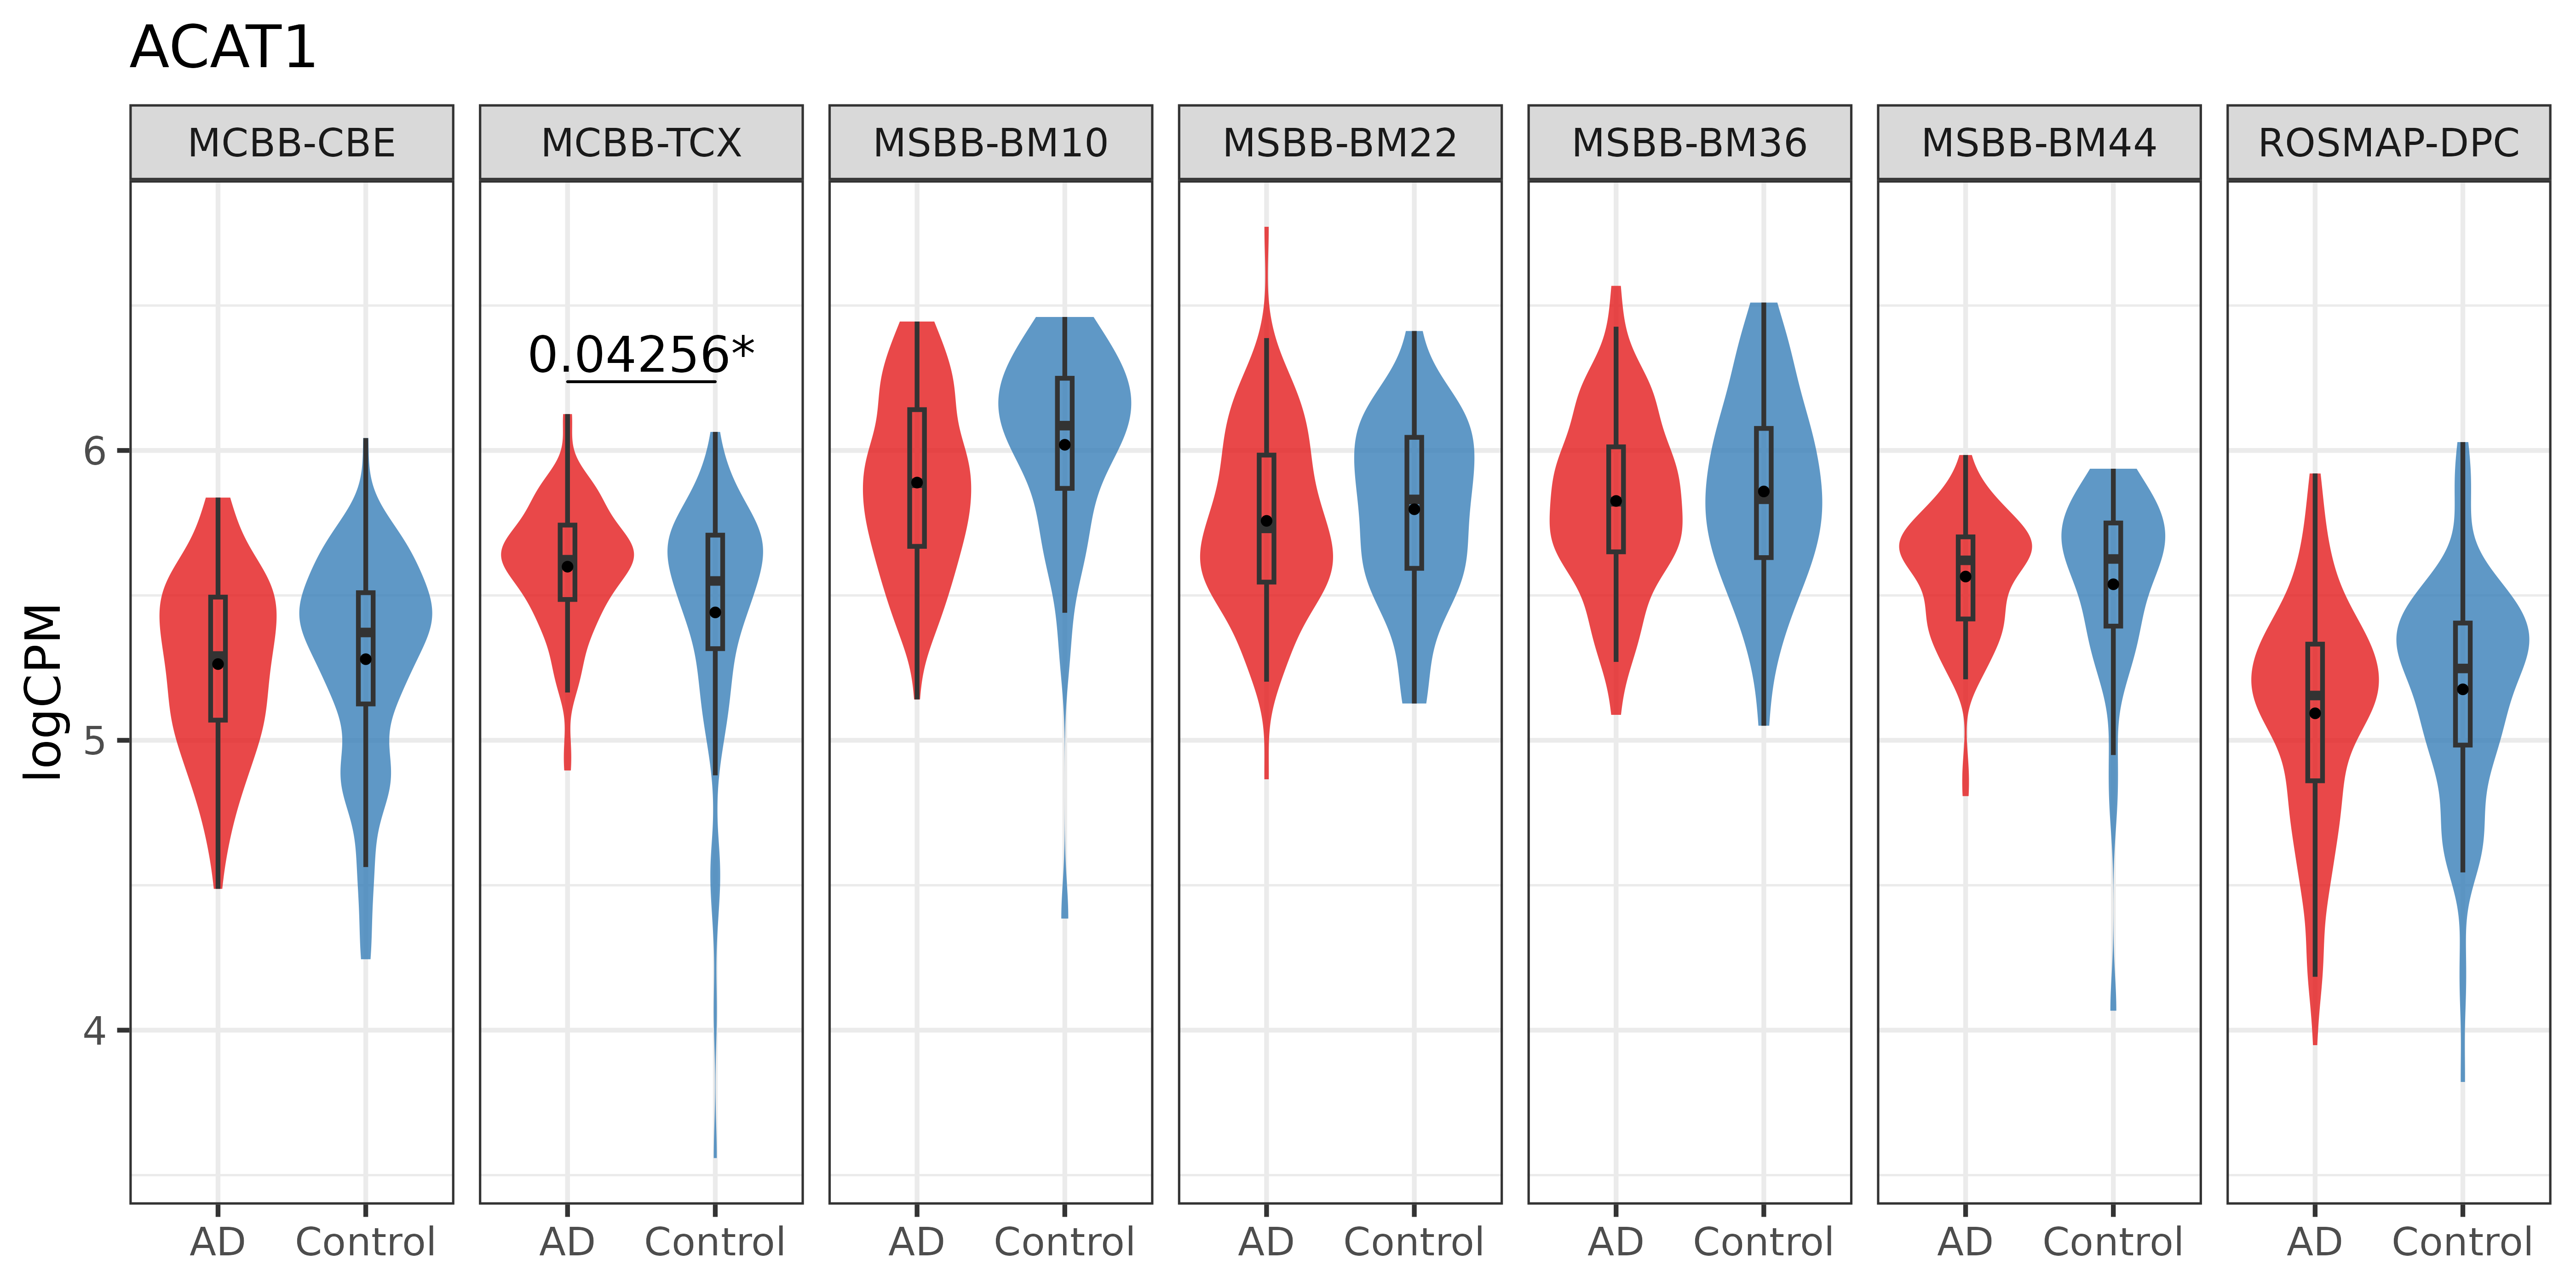 ACAT1
MCBB-CBE MCBB-TCX MSBB-BM10 MSBB-BM22 MSBB-BM36 MSBB-BM44 ROSMAP-DPC
0.04256*
6
5
4
logCPM
AD Control AD Control AD Control AD Control AD Control AD Control AD Control